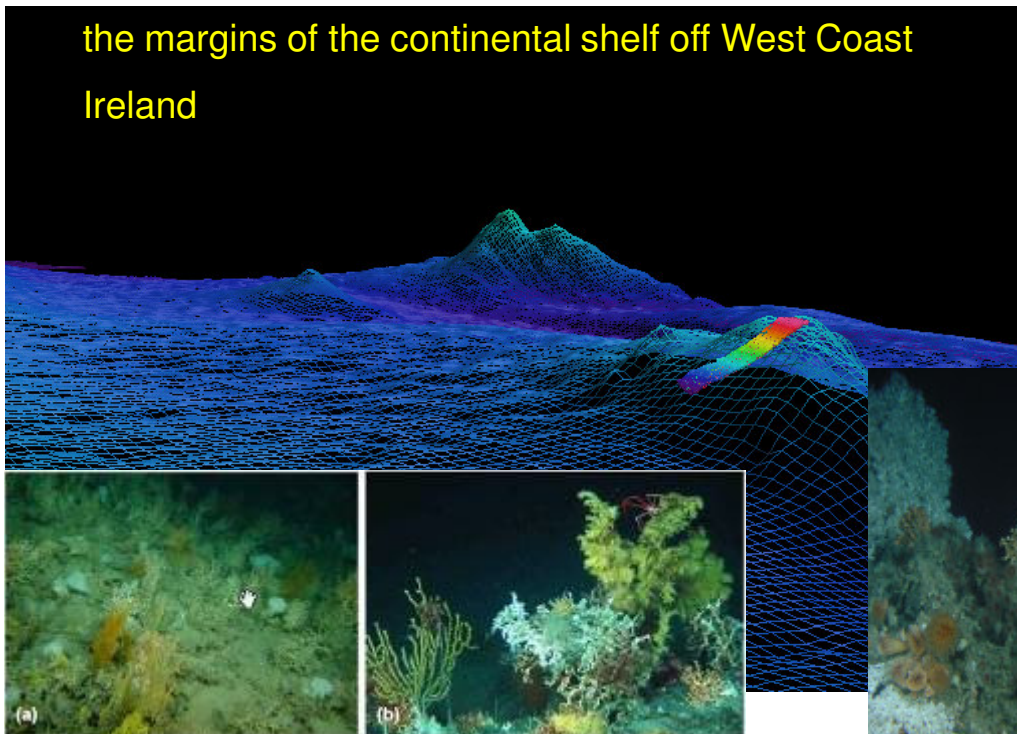 the margins of the continental shelf off West Coast
Ireland
(a)
(b)